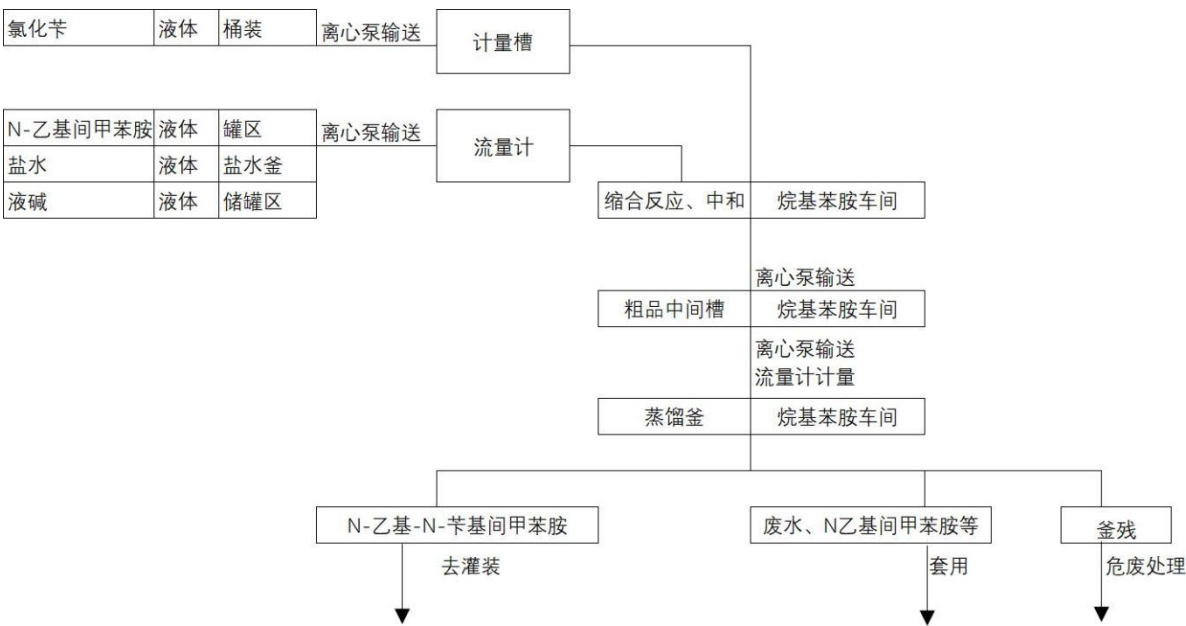 氯化苄 液体 桶装 离心泵输送 计量槽
N-乙基间甲苯胺 液体 罐区 离心泵输送 流量计
盐水 液体 盐水釜
液碱 液体 储罐区
缩合反应、中和 烷基苯胺车间
离心泵输送
粗品中间槽 烷基苯胺车间
离心泵输送
流量计计量
蒸馏釜 烷基苯胺车间
N-乙基-N-苄基间甲苯胺 废水、N乙基间甲苯胺等 釜残
去灌装 套用 危废处理